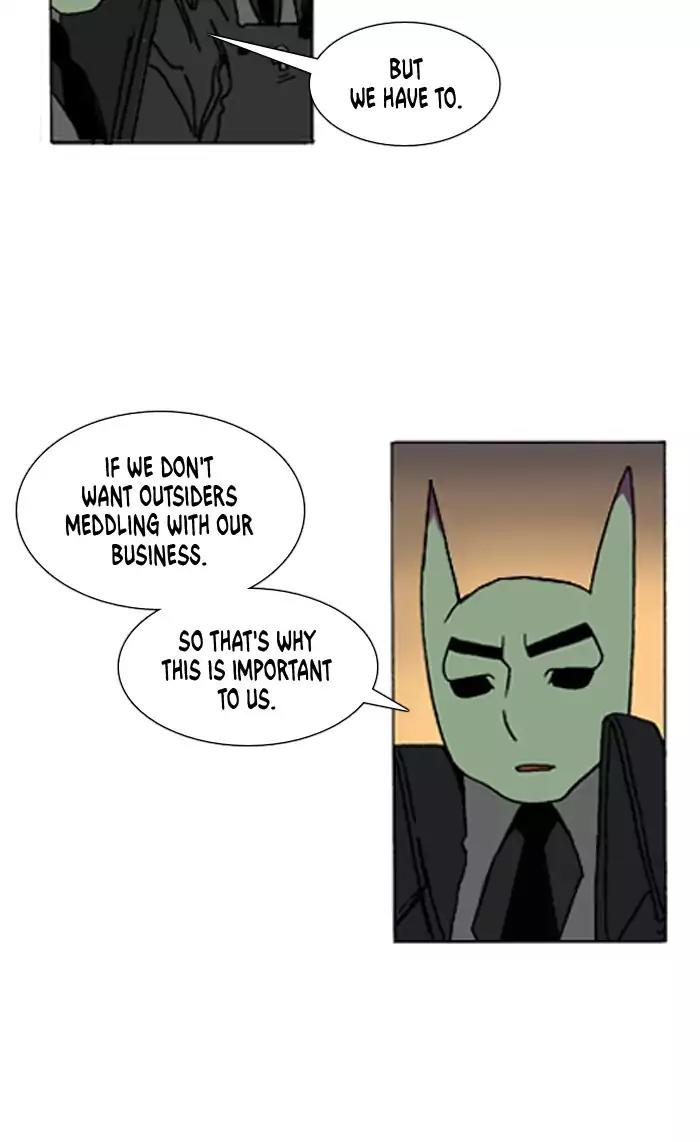 BUT
WE HAVE TO.
IF WE DON'T
WANT OUTSIDERS
MEDDLING WITH OUR
BUSINESS.
SO THAT'S WHY
THIS IS IMPORTANT
TO US.